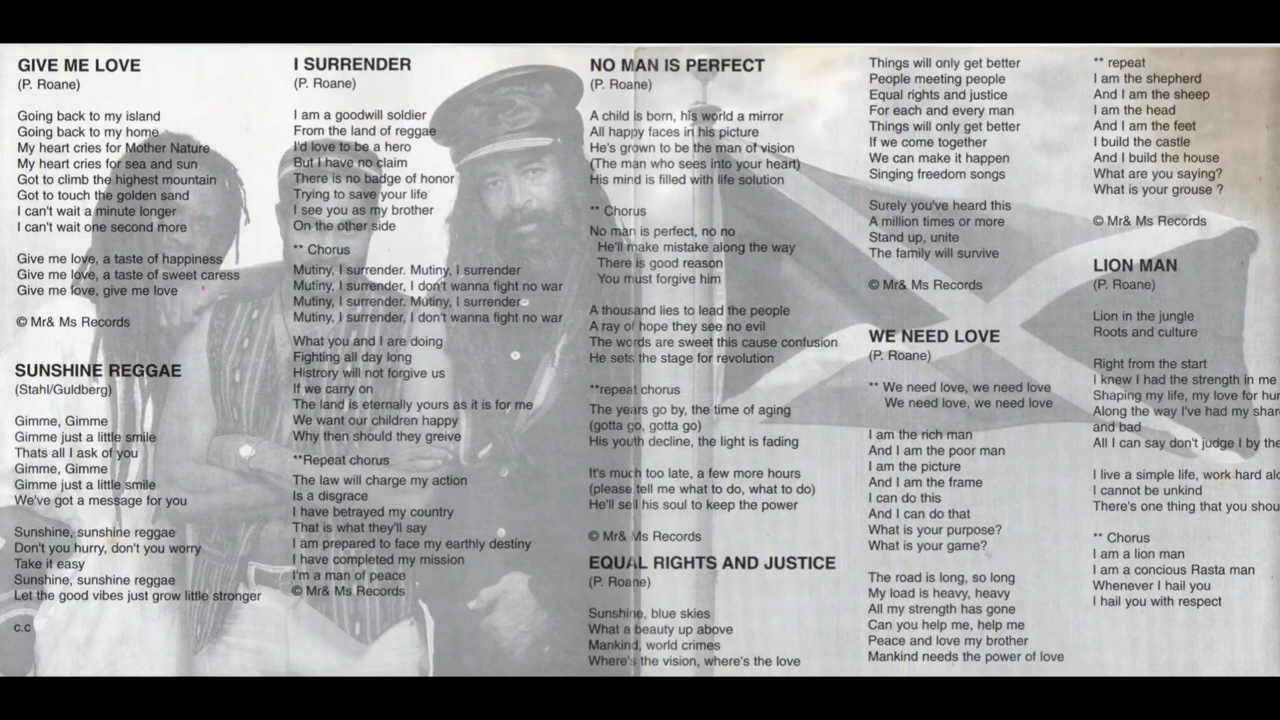 GIVE ME LOVE
(P. Roane)
Going back to my island
Going back to my home
My heart cries for Mother Nature
My heart cries for sea and sun
Got to climb the highest mountain
Got to touch the golden sand
I can't wait a minute longer
I can't wait one second more
Give me love, a taste of happiness
Give me love, a taste of sweet caress
Give me love, give me love
© Mr& Ms Records
SUNSHINE REGGAE
(Stahl/Guldberg)
Gimme, Gimme
Gimme just a little smile
Thats all I ask of you
Gimme, Gimme
Gimme just a little smile
We've got a message for you
Sunshine, sunshine reggae
Don't you hurry, don't you worry
Take it easy
Sunshine, sunshine reggae
Let the good vibes just grow little stronger
c.c
I SURRENDER
(P. Roane)
I am a goodwill soldier
From the land of reggae
I'd love to be a hero
But I have no claim
There is no badge of honor
Trying to save your life
I see you as my brother
On the other side
** Chorus
Mutiny, I surrender. Mutiny, I surrender
Mutiny, I surrender, I don't wanna fight no war
Mutiny, I surrender. Mutiny, I surrender
Mutiny, I surrender, I don't wanna fight no war
What you and I are doing
Fighting all day long
Histrory will not forgive us
If we carry on
The land is eternally yours as it is for me
We want our children happy
Why then should they greive
**Repeat chorus
The law will charge my action
Is a disgrace
I have betrayed my country
That is what they'll say
I am prepared to face my earthly destiny
I have completed my mission
I'm a man of peace
© Mr& Ms Records
NO MAN IS PERFECT
(P. Roane)
A child is born, his world a mirror
All happy faces in his picture
He's grown to be the man of vision
(The man who sees into your heart)
His mind is filled with life solution
** Chorus
No man is perfect, no no
He'll make mistake along the way
There is good reason
You must forgive him
A thousand lies to lead the people
A ray of hope they see no evil
The words are sweet this cause confusion
He sets the stage for revolution
**repeat chorus
The years go by, the time of aging
(gotta go, gotta go)
His youth decline, the light is fading
It's much too late, a few more hours
(please tell me what to do, what to do)
He'll sell his soul to keep the power
© Mr& Ms Records
EQUAL RIGHTS AND JUSTICE
(P. Roane)
Sunshine, blue skies
What a beauty up above
Mankind, world crimes
Where's the vision, where's the love
Things will only get better
People meeting people
Equal rights and justice
For each and every man
Things will only get better
If we come together
We can make it happen
Singing freedom songs
Surely you've heard this
A million times or more
Stand up, unite
The family will survive
© Mr& Ms Records
WE NEED LOVE
(P. Roane)
** We need love, we need love
We need love, we need love
I am the rich man
And I am the poor man
I am the picture
And I am the frame
I can do this
And I can do that
What is your purpose?
What is your game?
The road is long, so long
My load is heavy, heavy
All my strength has gone
Can you help me, help me
Peace and love my brother
Mankind needs the power of love
** repeat
I am the shepherd
And I am the sheep
I am the head
And I am the feet
I build the castle
And I build the house
What are you saying?
What is your grouse ?
© Mr& Ms Records
LION MAN
(P. Roane)
Lion in the jungle
Roots and culture
Right from the start
I knew I had the strength in me
Shaping my life, my love for
Along the way I've had my
and bad
All I can say don't judge I by
I live a simple life, work hard
I cannot be unkind
There's one thing that you
** Chorus
I am a lion man
I am a concious Rasta man
Whenever I hail you
I hail you with respect